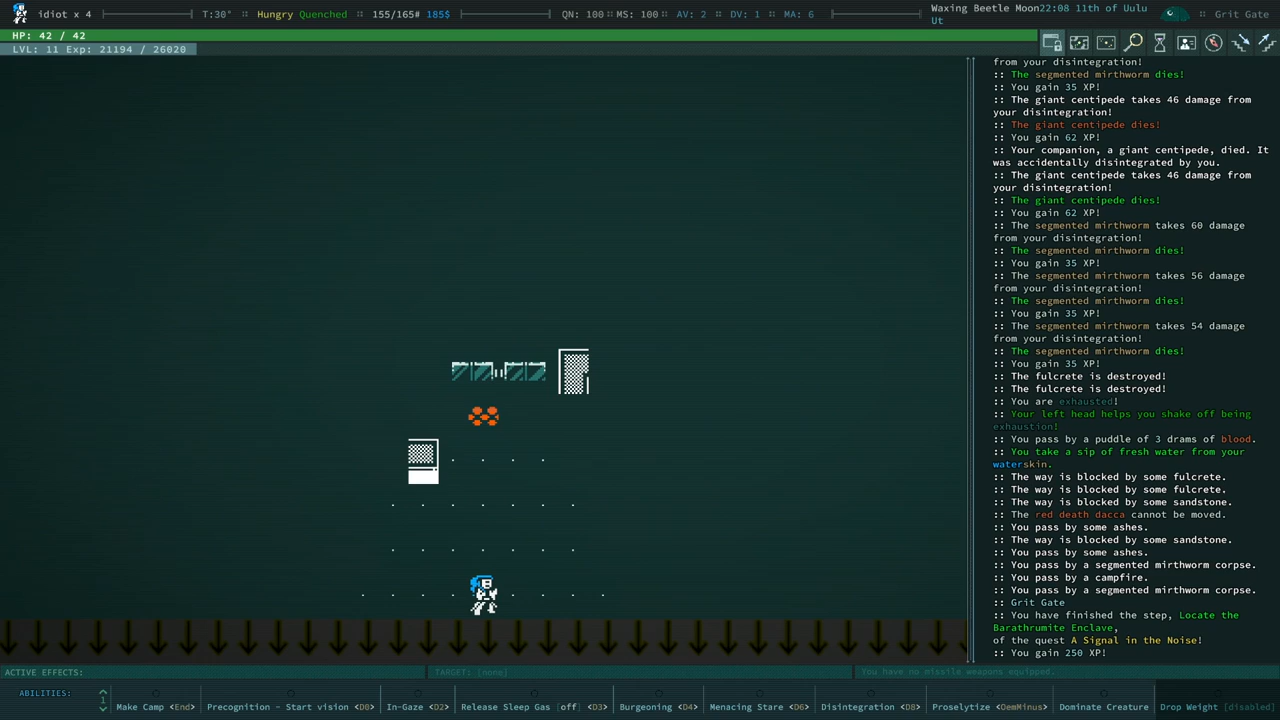 idiot x 4 T:30° :: Hungry Quenched :: 155/165# 185$ QN: 100 :: MS: 100 :: AV: 2 :: DV: 1 :: MA: 6 Waxing Beetle Moon 22:08 11th of Uulu Ut :: Grit Gate
HP: 42 / 42
LVL: 11 Exp: 21194 / 26020
from your disintegration!
:: The segmented mirthworm dies!
:: You gain 35 XP!
:: The giant centipede takes 46 damage from
your disintegration!
:: The giant centipede dies!
:: You gain 62 XP!
:: Your companion, a giant centipede, died. It
was accidentally disintegrated by you.
:: The giant centipede takes 46 damage from
your disintegration!
:: The giant centipede dies!
:: You gain 62 XP!
:: The segmented mirthworm takes 60 damage
from your disintegration!
:: The segmented mirthworm dies!
:: You gain 35 XP!
:: The segmented mirthworm takes 56 damage
from your disintegration!
:: The segmented mirthworm dies!
:: You gain 35 XP!
:: The segmented mirthworm takes 54 damage
from your disintegration!
:: The segmented mirthworm dies!
:: You gain 35 XP!
:: The fulcrete is destroyed!
:: The fulcrete is destroyed!
:: You are exhausted!
:: Your left head helps you shake off being
exhaustion!
:: You pass by a puddle of 3 drams of blood.
:: You take a sip of fresh water from your
waterskin.
:: The way is blocked by some fulcrete.
:: The way is blocked by some fulcrete.
:: The way is blocked by some sandstone.
:: The red death dacca cannot be moved.
:: You pass by some ashes.
:: The way is blocked by some sandstone.
:: You pass by some ashes.
:: You pass by a segmented mirthworm corpse.
:: You pass by a campfire.
:: You pass by a segmented mirthworm corpse.
:: Grit Gate
:: You have finished the step, Locate the
Barathrumite Enclave,
of the quest A Signal in the Noise!
:: You gain 250 XP!
ACTIVE EFFECTS: TARGET: [none] You have no missile weapons equipped.
ABILITIES: 1 Make Camp <End> Precognition - Start vision <D0> In-Gaze <D2> Release Sleep Gas [off] <D3> Burgeoning <D4> Menacing Stare <D6> Disintegration <D8> Proselytize <OemMinus> Dominate Creature Drop Weight [disabled]